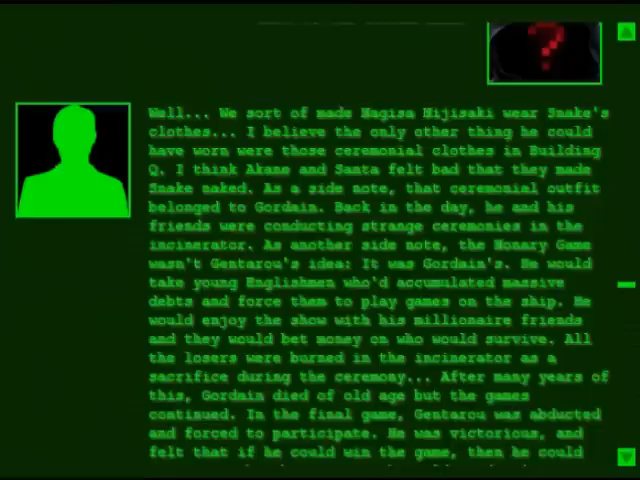 Well... We sort of made Nagisa Nijisaki wear Snake's
clothes... I believe the only other thing he could
have worn were those ceremonial clothes in Building
Q. I think Akane and Santa felt bad that they made
Snake naked. As a side note, that ceremonial outfit
belonged to Gordain. Back in the day, he and his
friends were conducting strange ceremonies in the
incinerator. As another side note, the Nonary Game
wasn't Gentarou's idea: It was Gordain's. He would
take young Englishmen who'd accumulated massive
debts and force them to play games on the ship. He
would enjoy the show with his millionaire friends
and they would bet money on who would survive. All
the losers were burned in the incinerator as a
sacrifice during the ceremony... After many years of
this, Gordain died of old age but the games
continued. In the final game, Gentarou was abducted
and forced to participate. He was victorious, and
felt that if he could win the game, then he could